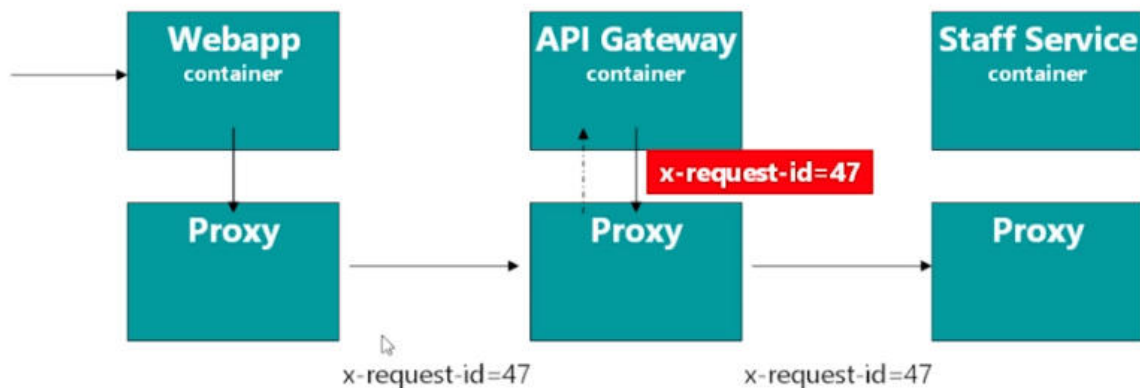 Webapp
container
API Gateway
container
Staff Service
container
x-request-id=47
Proxy
Proxy
Proxy
x-request-id=47
x-request-id=47